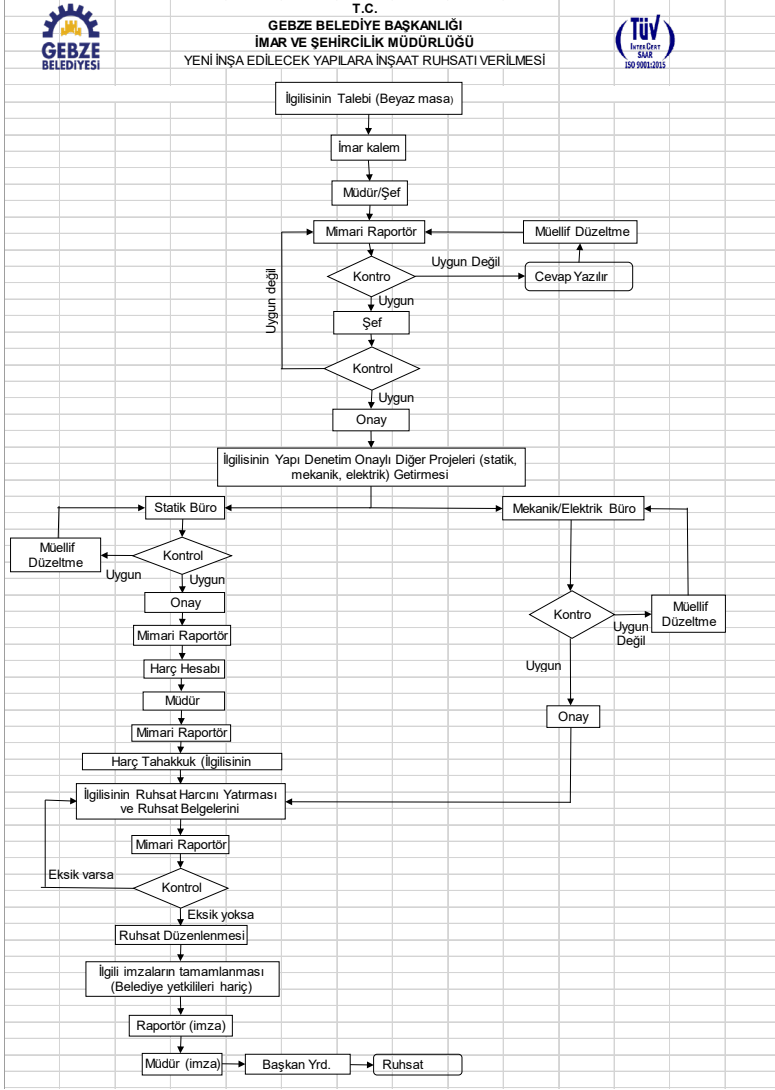 T.C.
GEBZE BELEDİYE BAŞKANLIĞI
İMAR VE ŞEHİRCİLİK MÜDÜRLÜĞÜ
YENİ İNŞA EDİLECEK YAPILARA İNŞAAT RUHSATI VERİLMESİ
GEBZE
BELEDİYESİ
TÜV
INTERCERT
SAAR
ISO 9001:2015
İlgilisinin Talebi (Beyaz masa)
İmar kalem
Müdür/Şef
Mimari Raportör
Müellif Düzeltme
Kontro
Uygun Değil
Cevap Yazılır
Uygun değil
Uygun
Şef
Kontrol
Uygun
Onay
İlgilisinin Yapı Denetim Onaylı Diğer Projeleri (statik,
mekanik, elektrik) Getirmesi
Statik Büro
Mekanik/Elektrik Büro
Müellif
Düzeltme
Kontrol
Uygun
Uygun
Onay
Mimari Raportör
Harç Hesabı
Müdür
Mimari Raportör
Harç Tahakkuk (İlgilisinin
Kontro
Uygun
Değil
Müellif
Düzeltme
Uygun
Onay
İlgilisinin Ruhsat Harcını Yatırması
ve Ruhsat Belgelerini
Mimari Raportör
Eksik varsa
Kontrol
Eksik yoksa
Ruhsat Düzenlenmesi
İlgili imzaların tamamlanması
(Belediye yetkilileri hariç)
Raportör (imza)
Müdür (imza)
Başkan Yrd.
Ruhsat